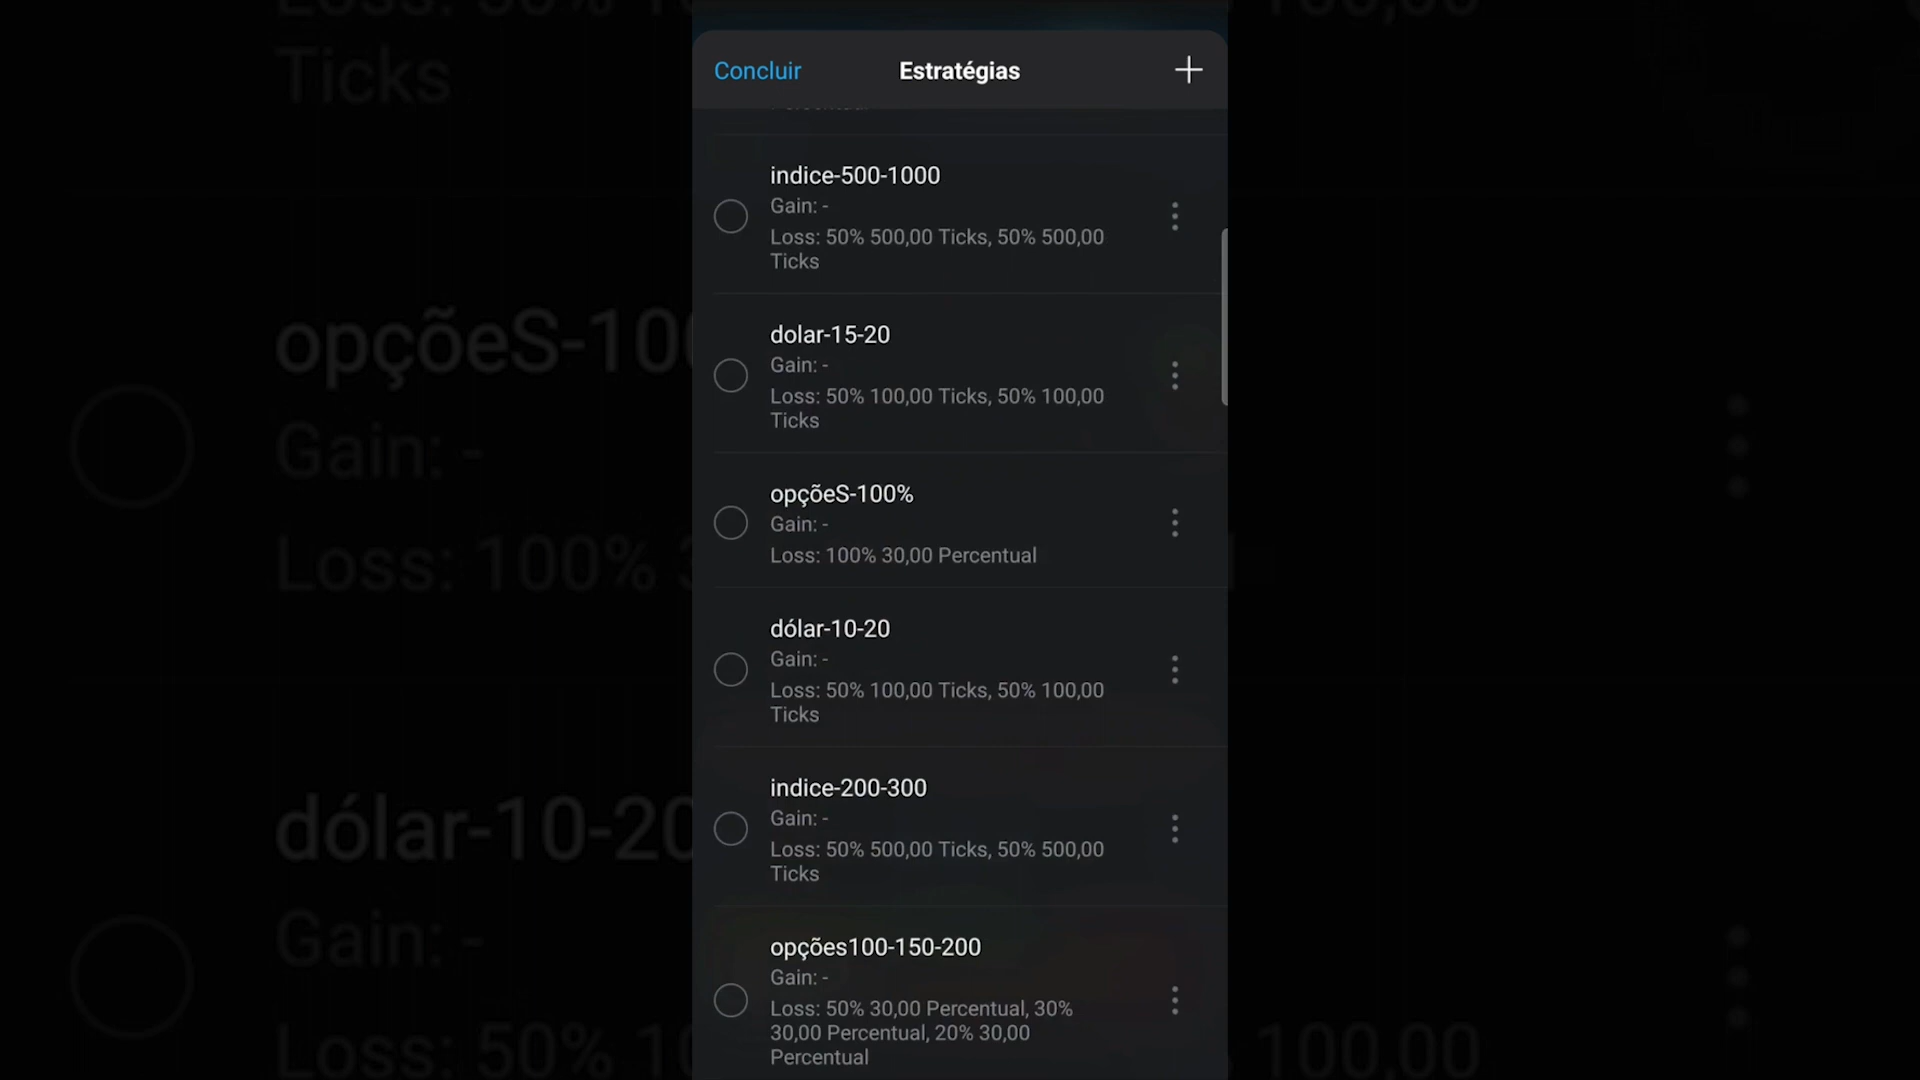 Concluir
Estratégias
indice-500-1000
Gain: -
Loss: 50% 500,00 Ticks, 50% 500,00
Ticks
dolar-15-20
Gain: -
Loss: 50% 100,00 Ticks, 50% 100,00
Ticks
opçõeS-100%
Gain: -
Loss: 100% 30,00 Percentual
dólar-10-20
Gain: -
Loss: 50% 100,00 Ticks, 50% 100,00
Ticks
indice-200-300
Gain: -
Loss: 50% 500,00 Ticks, 50% 500,00
Ticks
opções100-150-200
Gain: -
Loss: 50% 30,00 Percentual, 30%
30,00 Percentual, 20% 30,00
Percentual
Ticks
opçõeS-100
Gain: -
Loss: 100%
dólar-10-20
Gain: -
Loss: 50%
100,00